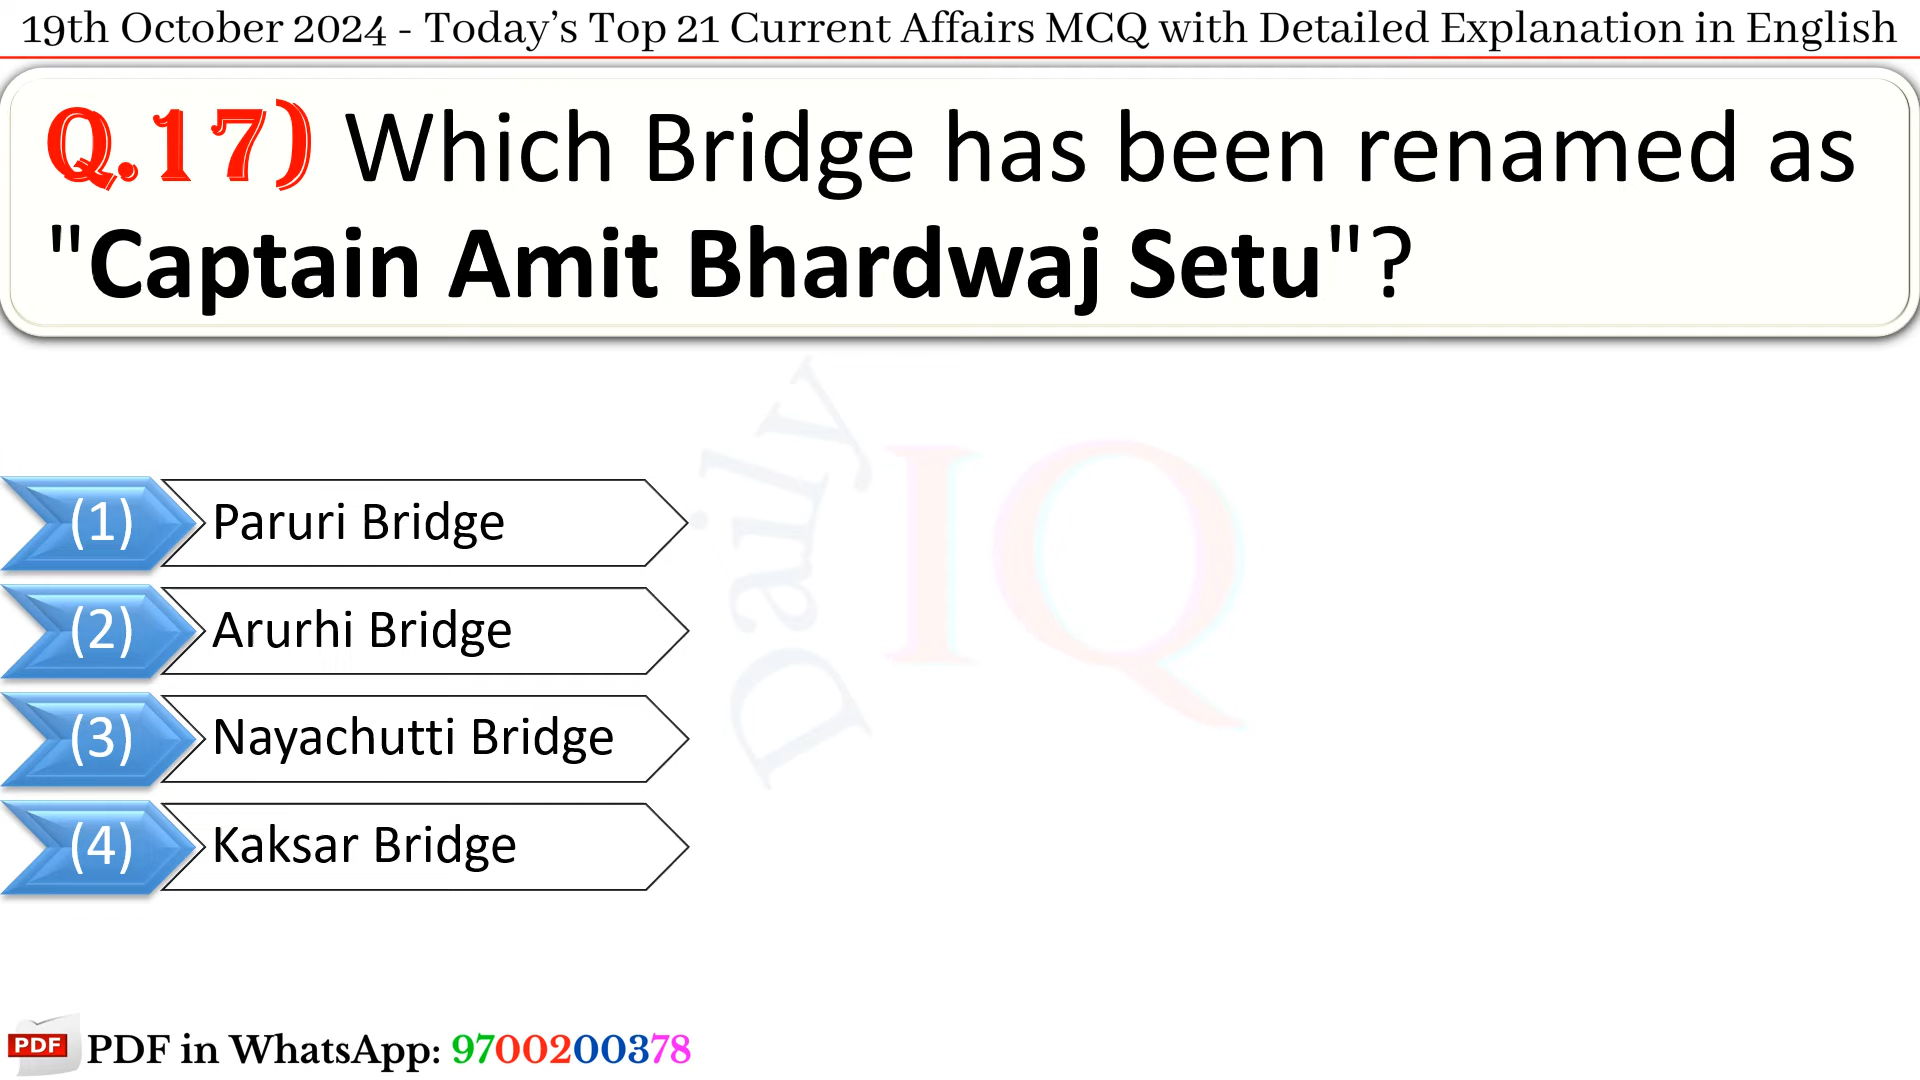 19th October 2024 - Today’s Top 21 Current Affairs MCQ with Detailed Explanation in English
Q.17) Which Bridge has been renamed as
"Captain Amit Bhardwaj Setu"?
Daily IQ
(1) Paruri Bridge
(2) Arurhi Bridge
(3) Nayachutti Bridge
(4) Kaksar Bridge
PDF PDF in WhatsApp: 9700200378